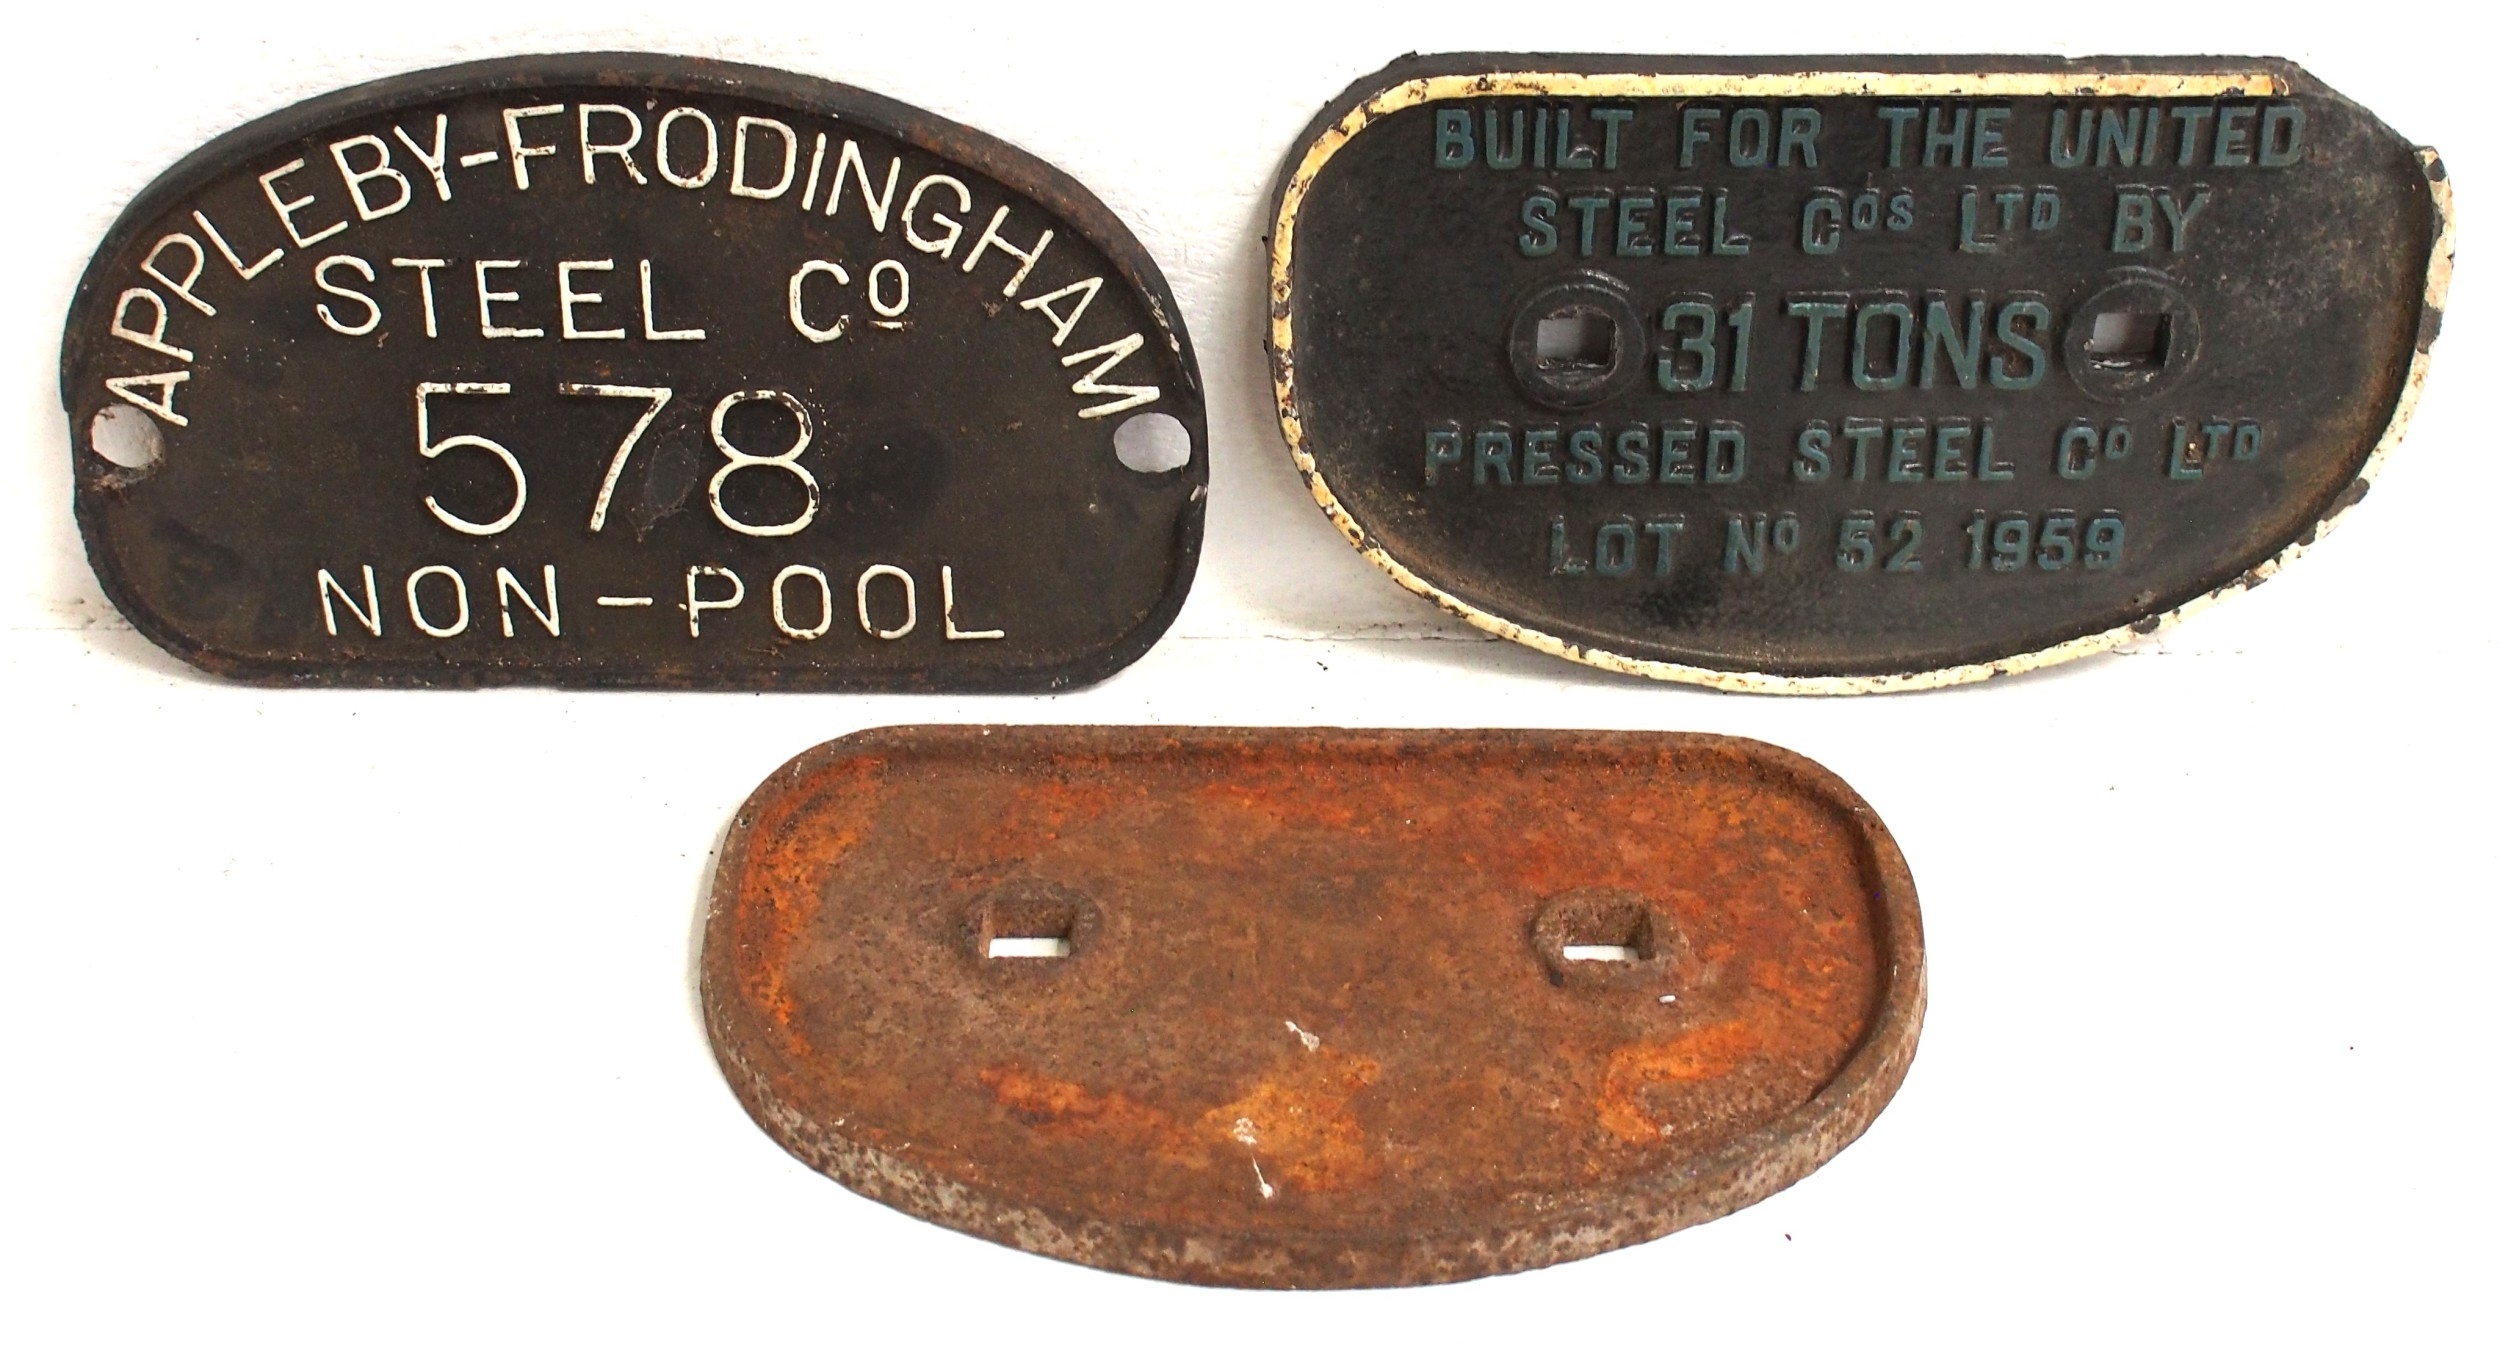 APPLEBY-FRODINGHAM
STEEL Cº
578
NON-POOL
BUILT FOR THE UNITED
STEEL Cºs Lᵀᴰ BY
31 TONS
PRESSED STEEL Cº Lᵀᴰ
LOT Nº 52 1959